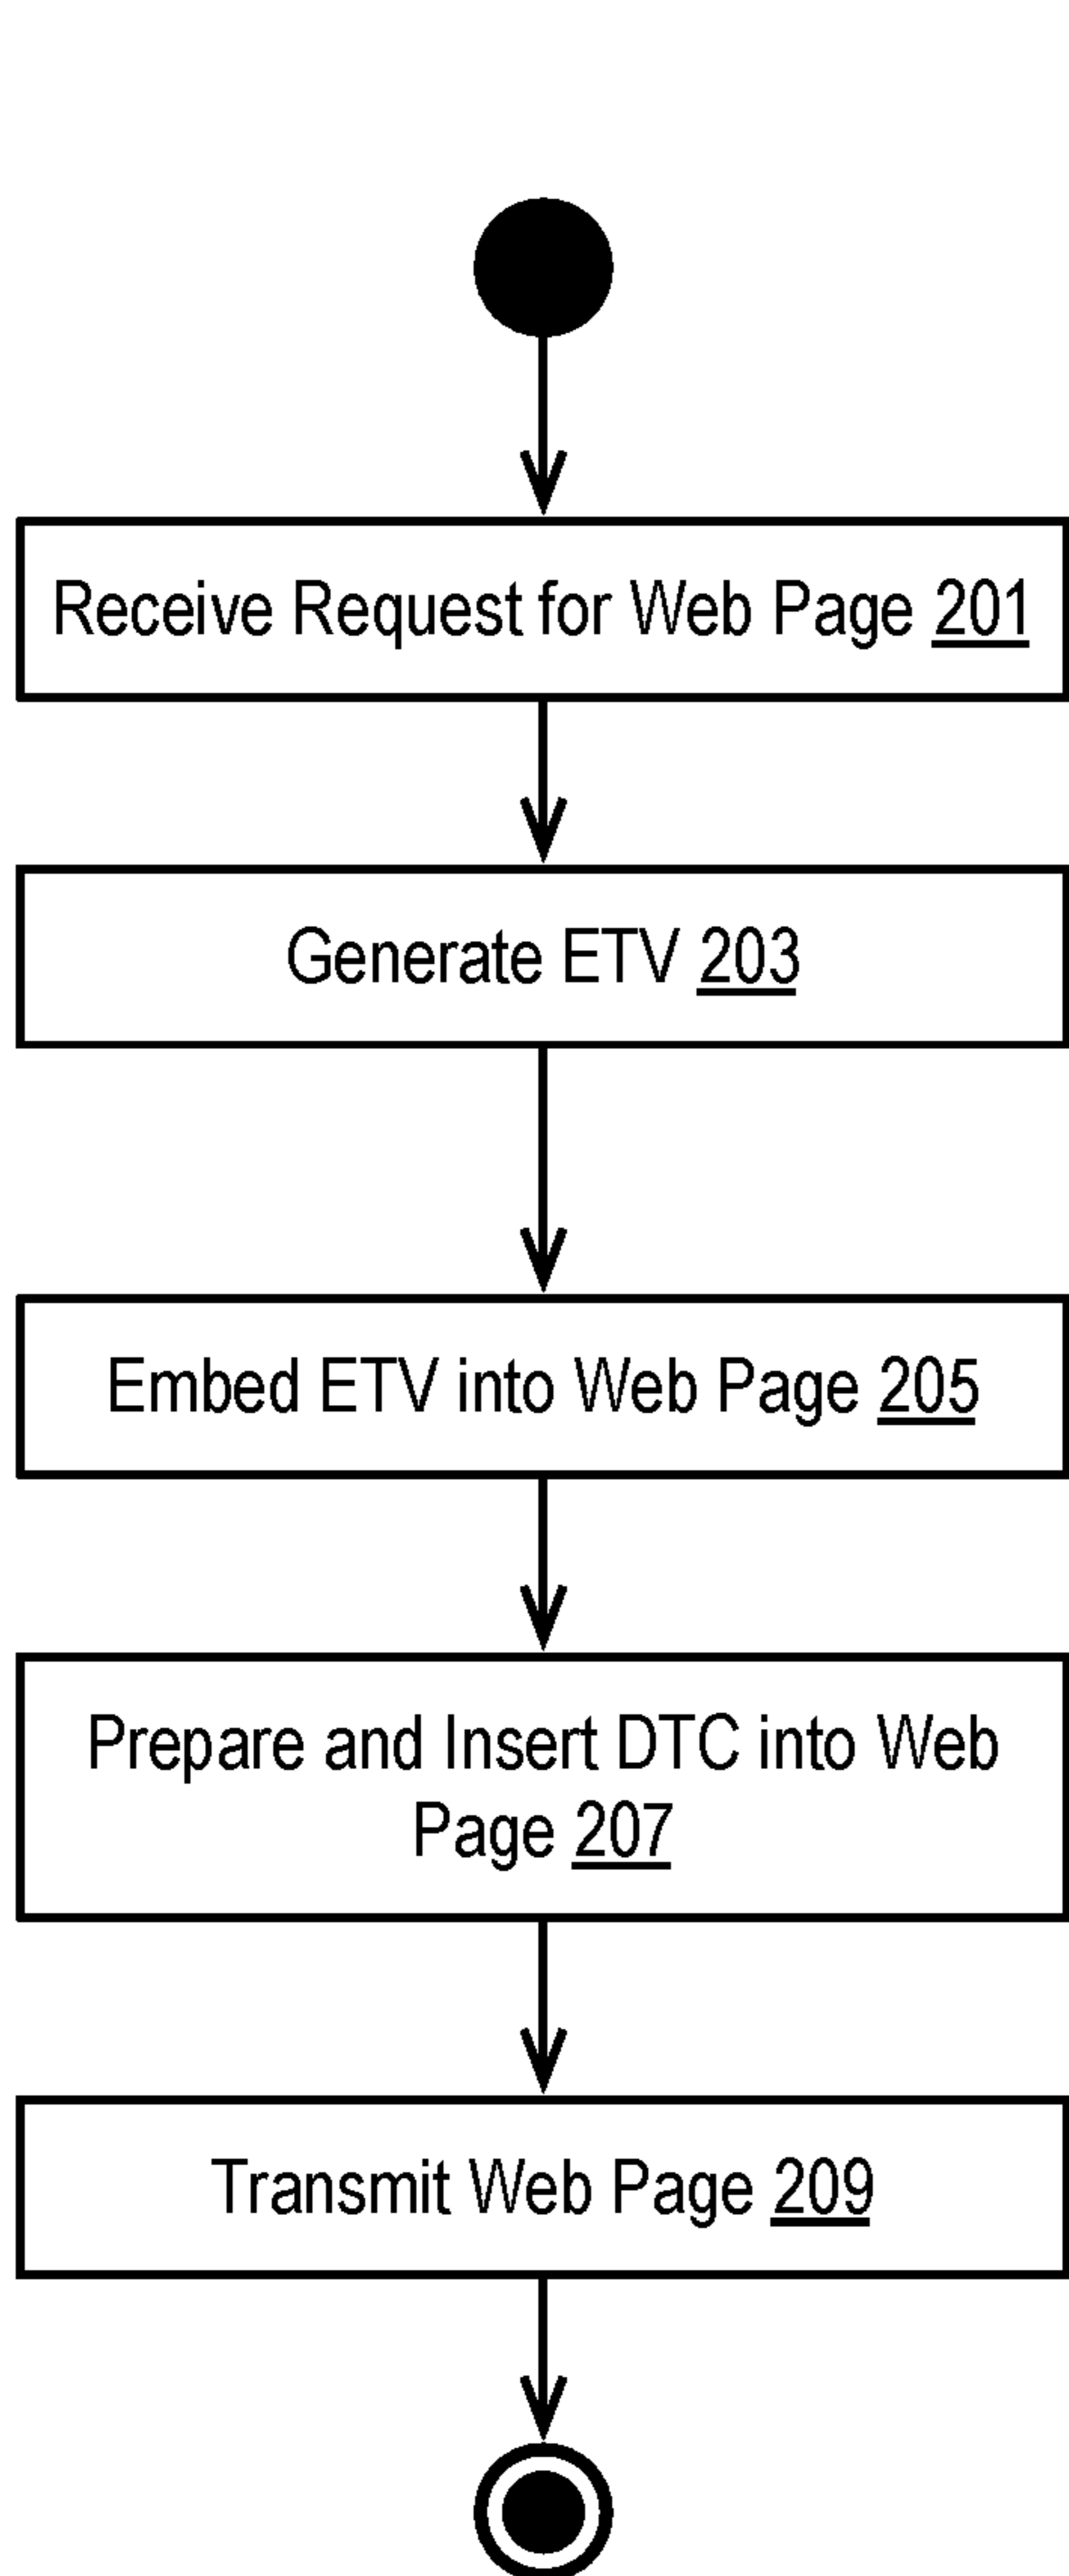 Receive Request for Web Page 201
Generate ETV 203
Embed ETV into Web Page 205
Prepare and Insert DTC into Web
Page 207
Transmit Web Page 209